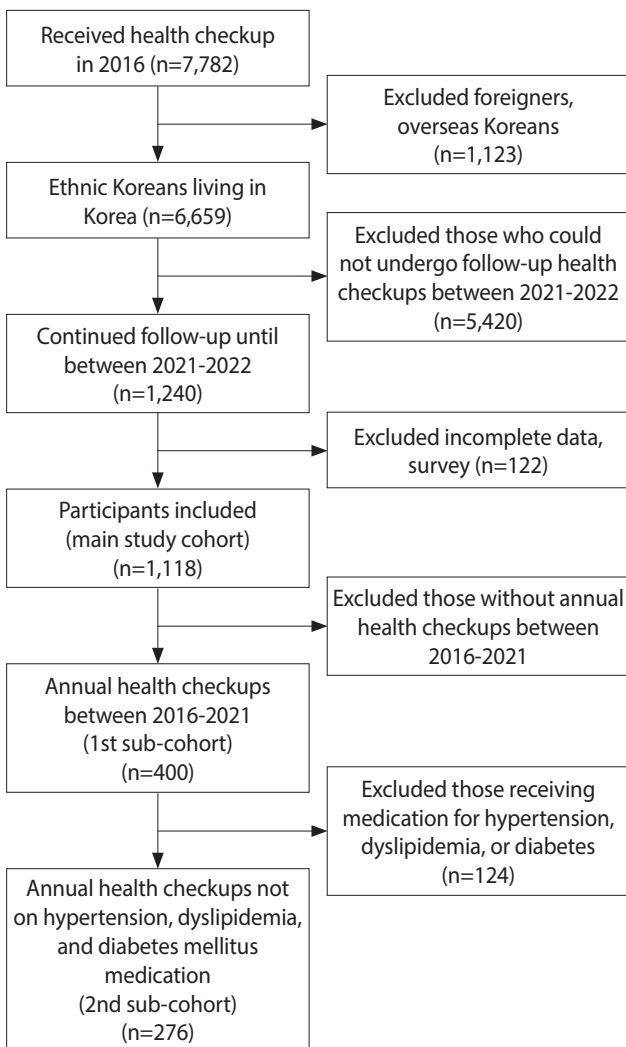 Received health checkup
in 2016 (n=7,782)
Excluded foreigners,
overseas Koreans
(n=1,123)
Ethnic Koreans living in
Korea (n=6,659)
Excluded those who could
not undergo follow-up health
checkups between 2021-2022
(n=5,420)
Continued follow-up until
between 2021-2022
(n=1,240)
Excluded incomplete data,
survey (n=122)
Participants included
(main study cohort)
(n=1,118)
Excluded those without annual
health checkups between
2016-2021
Annual health checkups
between 2016-2021
(1st sub-cohort)
(n=400)
Excluded those receiving
medication for hypertension,
dyslipidemia, or diabetes
(n=124)
Annual health checkups not
on hypertension, dyslipidemia,
and diabetes mellitus
medication
(2nd sub-cohort)
(n=276)